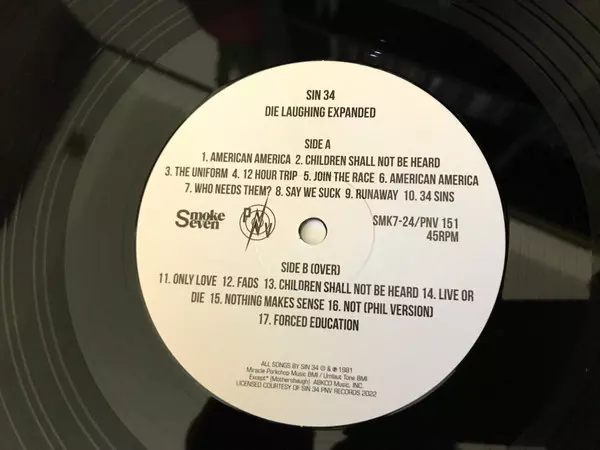 SIN 34
DIE LAUGHING EXPANDED
SIDE A
1. AMERICAN AMERICA 2. CHILDREN SHALL NOT BE HEARD
3. THE UNIFORM 4. 12 HOUR TRIP 5. JOIN THE RACE 6. AMERICAN AMERICA
7. WHO NEEDS THEM? 8. SAY WE SUCK 9. RUNAWAY 10. 34 SINS
Smoke
Seven
PNV
SMK7-24/PNV 151
45RPM
SIDE B (OVER)
11. ONLY LOVE 12. FADS 13. CHILDREN SHALL NOT BE HEARD 14. LIVE OR
DIE 15. NOTHING MAKES SENSE 16. NOT (PHIL VERSION)
17. FORCED EDUCATION
ALL SONGS BY SIN 34 © & ℗ 1981
Miracle Porkchop Music BMI / Umlaut Tone BMI
Except* (Mothersbaugh) ABKCO Music, INC.
LICENSED COURTESY OF SIN 34 PNV RECORDS 2022